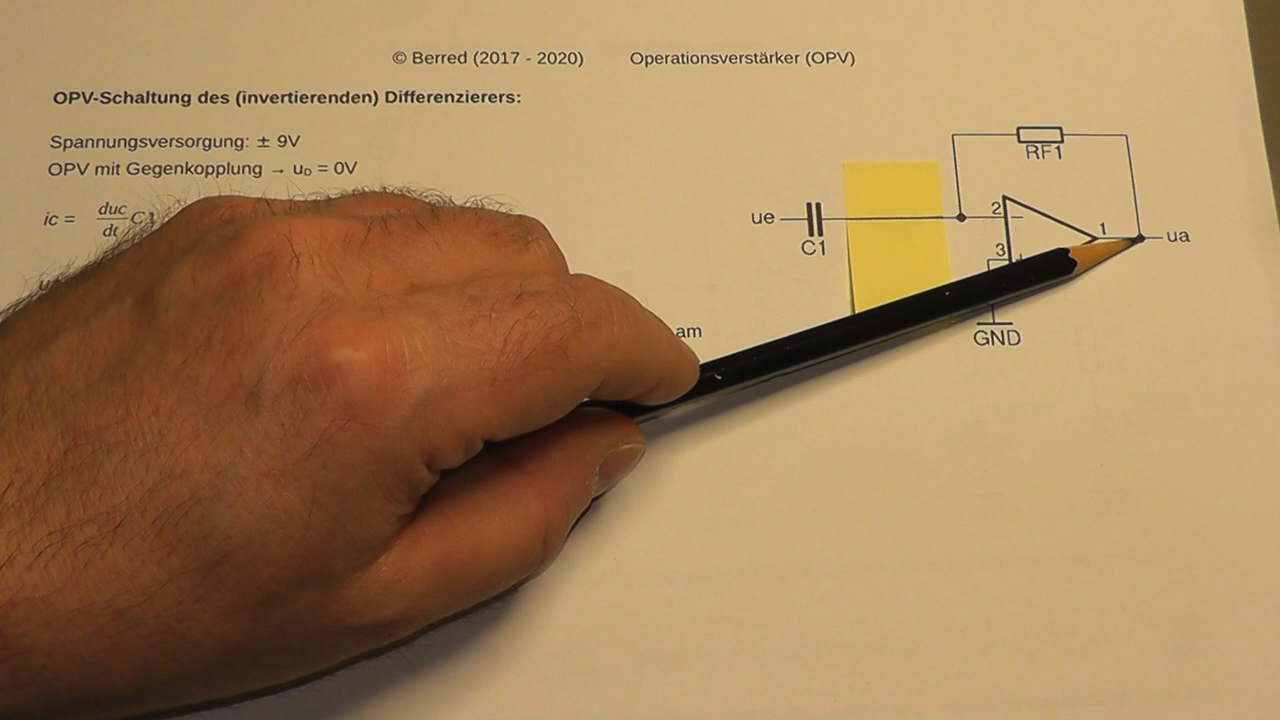 © Berred (2017 - 2020) Operationsverstärker (OPV)
OPV-Schaltung des (invertierenden) Differenzierers:
Spannungsversorgung: ± 9V
OPV mit Gegenkopplung → uD = 0V
ic = duc
dt
am
RF1
ue
C1
2
3
1
ua
GND